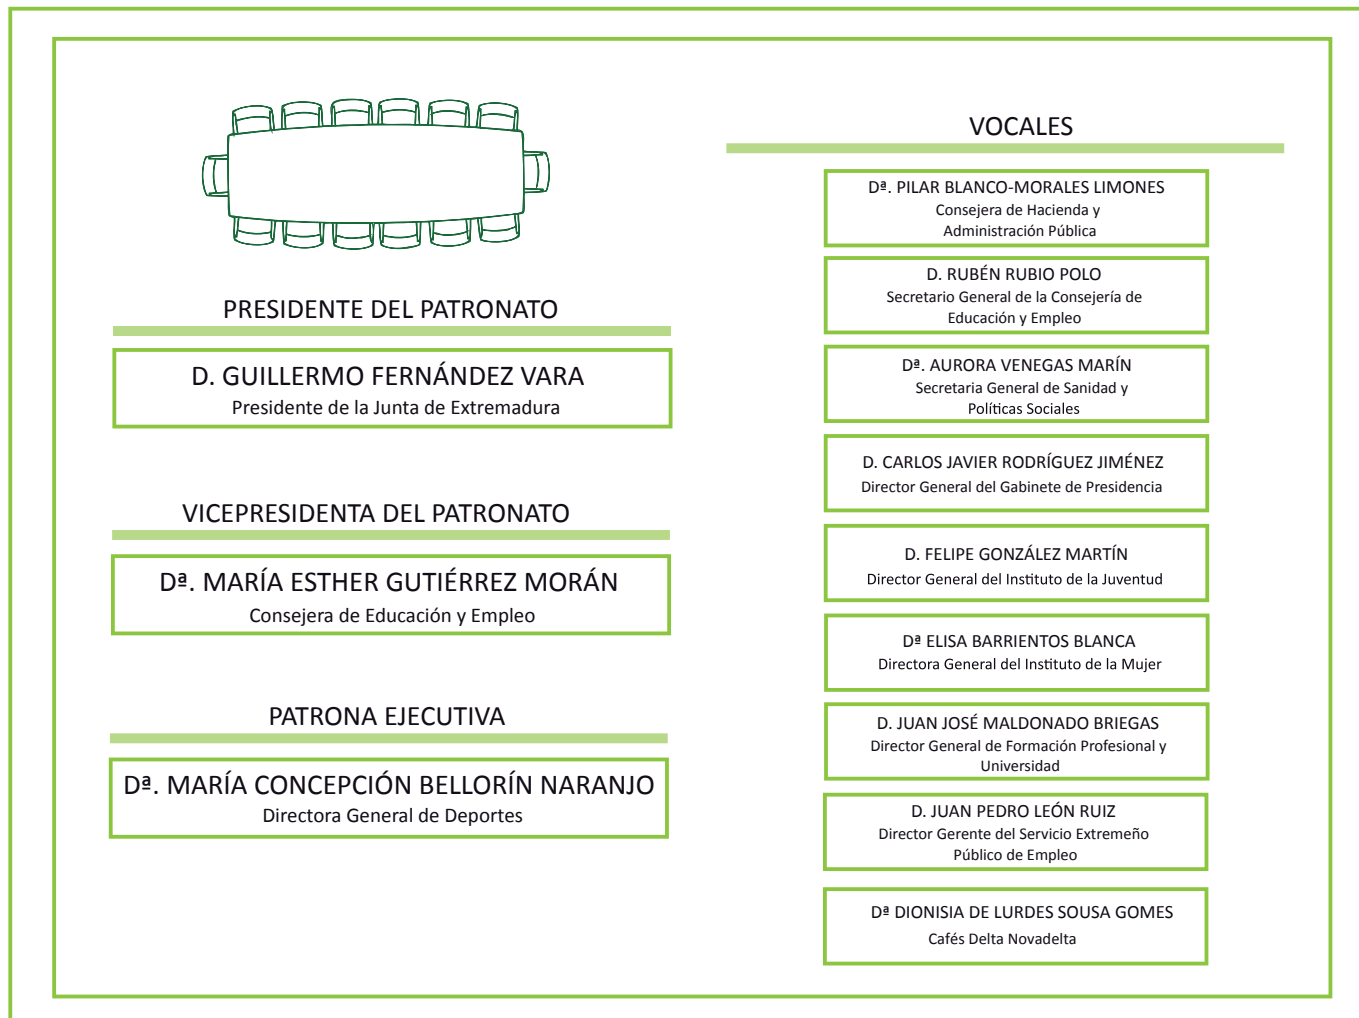 PRESIDENTE DEL PATRONATO
D. GUILLERMO FERNÁNDEZ VARA
Presidente de la Junta de Extremadura
VICEPRESIDENTA DEL PATRONATO
Dª. MARÍA ESTHER GUTIÉRREZ MORÁN
Consejera de Educación y Empleo
PATRONA EJECUTIVA
Dª. MARÍA CONCEPCIÓN BELLORÍN NARANJO
Directora General de Deportes
VOCALES
Dª. PILAR BLANCO-MORALES LIMONES
Consejera de Hacienda y
Administración Pública
D. RUBÉN RUBIO POLO
Secretario General de la Consejería de
Educación y Empleo
Dª. AURORA VENEGAS MARÍN
Secretaria General de Sanidad y
Políticas Sociales
D. CARLOS JAVIER RODRÍGUEZ JIMÉNEZ
Director General del Gabinete de Presidencia
D. FELIPE GONZÁLEZ MARTÍN
Director General del Instituto de la Juventud
Dª ELISA BARRIENTOS BLANCA
Directora General del Instituto de la Mujer
D. JUAN JOSÉ MALDONADO BRIEGAS
Director General de Formación Profesional y
Universidad
D. JUAN PEDRO LEÓN RUIZ
Director Gerente del Servicio Extremeño
Público de Empleo
Dª DIONISIA DE LURDES SOUSA GOMES
Cafés Delta Novadelta